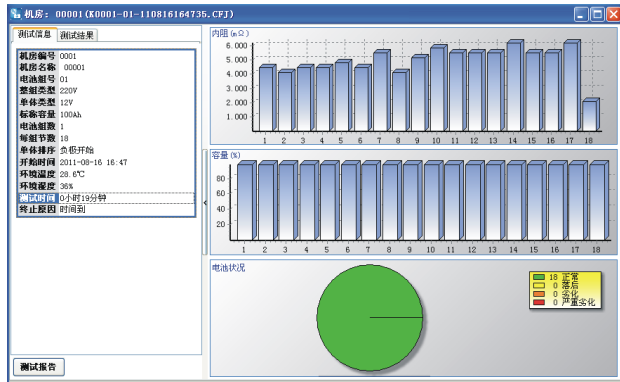 机房: 00001(K0001-01-110816164735.CFJ)
测试信息 测试结果
机房编号 0001
机房名称 00001
电池组号 01
整组类型 220V
单体类型 12V
标称容量 100Ah
电池组数 1
每组节数 18
单体排序 负极开始
开始时间 2011-08-16 16:47
环境温度 28.6℃
环境湿度 36%
测试时间 0小时19分钟
终止原因 时间到
测试报告
内阻(mΩ)
6.000
5.000
4.000
3.000
2.000
1.000
1 2 3 4 5 6 7 8 9 10 11 12 13 14 15 16 17 18
容量(%)
80
60
40
20
1 2 3 4 5 6 7 8 9 10 11 12 13 14 15 16 17 18
电池状况
18 正常
0 落后
0 劣化
0 严重劣化